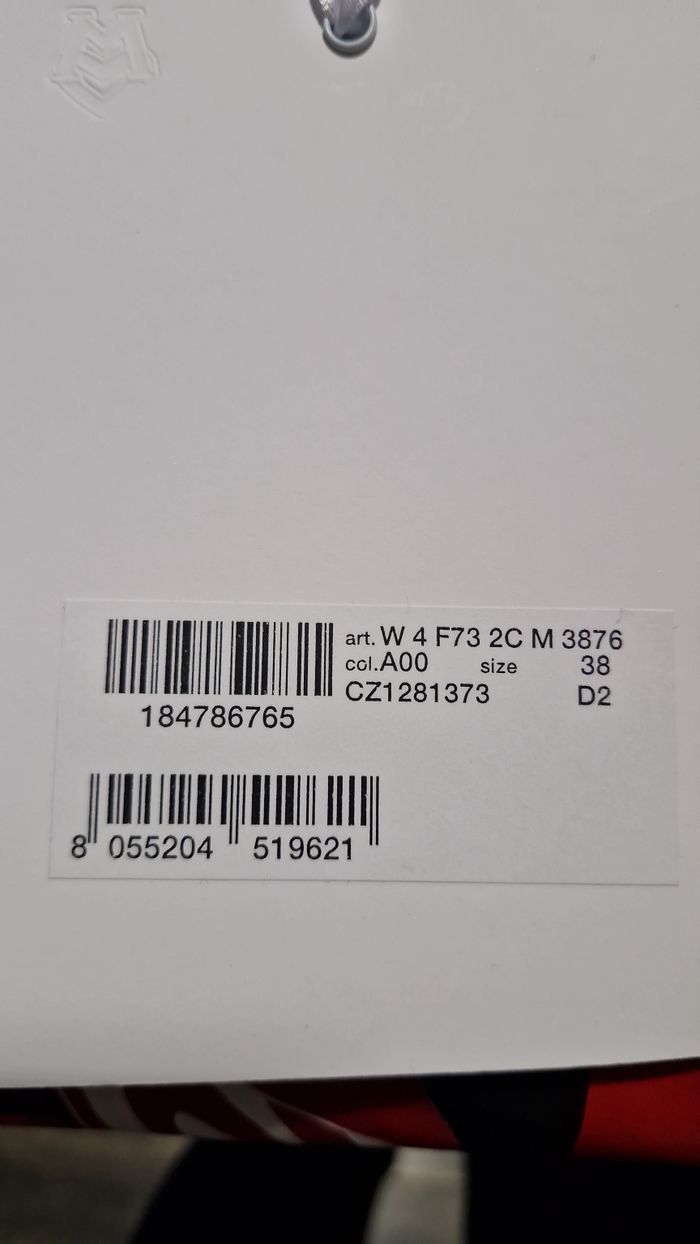 M
art. W 4 F73 2C M 3876
col. A00 size 38
CZ1281373 D2
184786765
8 055204 519621